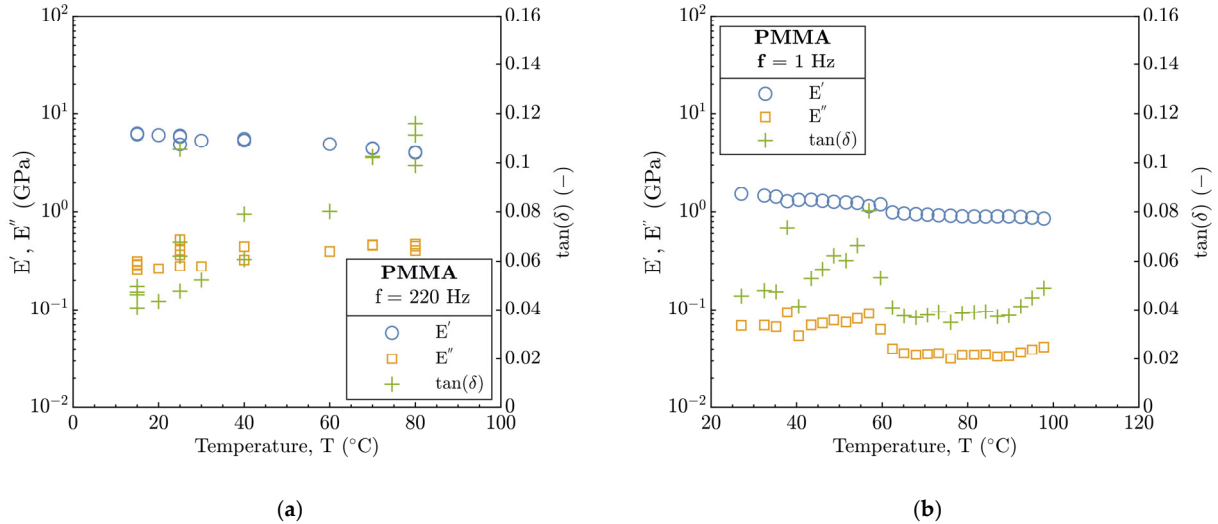 10² 0.16
PMMA
f = 220 Hz
E′
E″
tan(δ)
10¹ 0.14
0.12
10⁰ 0.1
0.08
10⁻¹ 0.06
0.04
10⁻² 0.02
0
0 20 40 60 80 100
Temperature, T (°C)
E′, E″ (GPa)
tan(δ) (−)
(a)
10² 0.16
PMMA
f = 1 Hz
E′
E″
tan(δ)
10¹ 0.14
0.12
10⁰ 0.1
0.08
10⁻¹ 0.06
0.04
10⁻² 0.02
0
20 40 60 80 100 120
Temperature, T (°C)
E′, E″ (GPa)
tan(δ) (−)
(b)